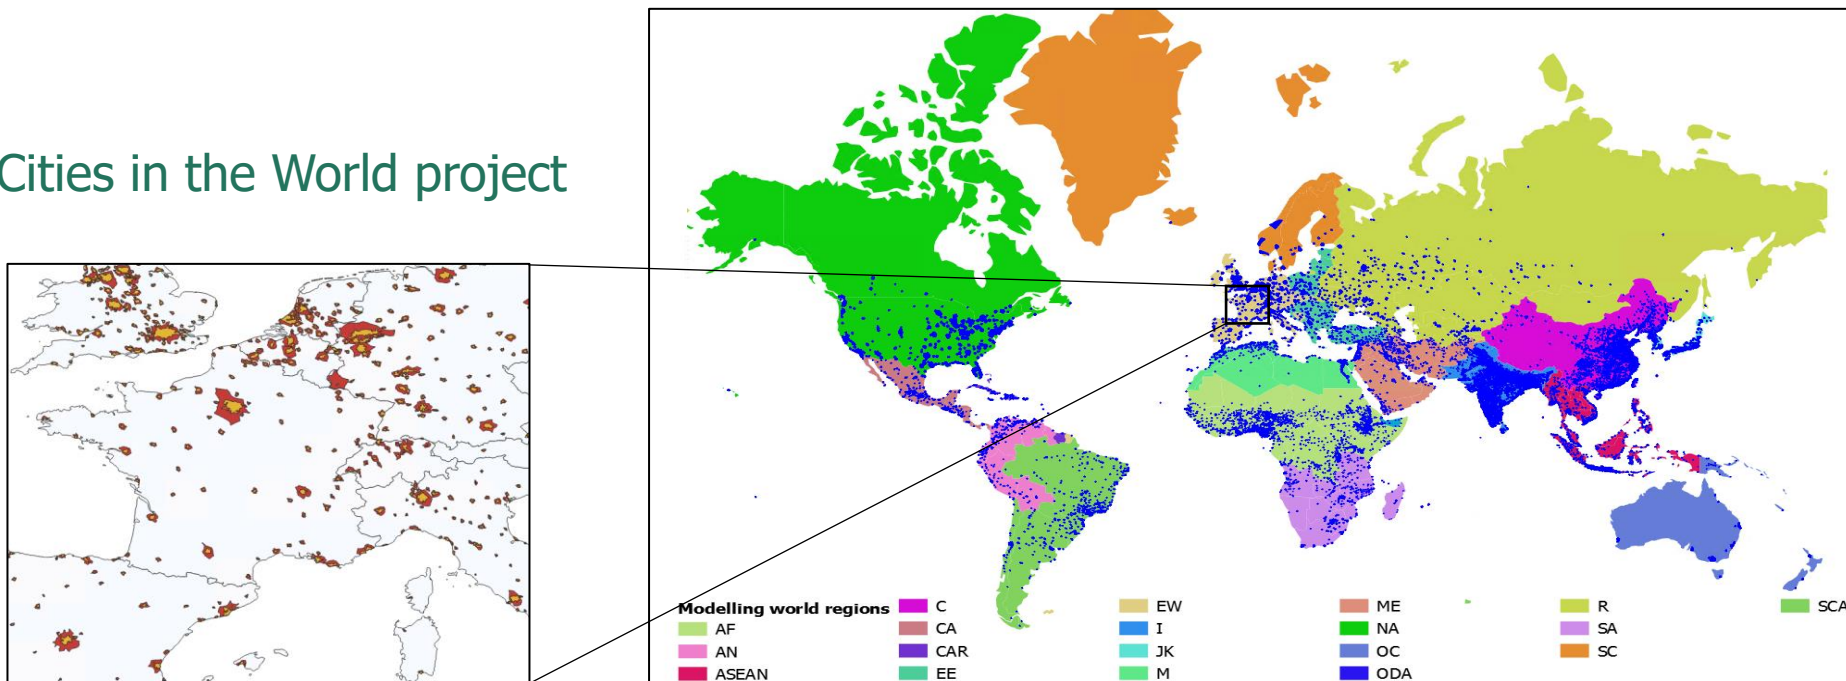 Cities in the World project
Modelling world regions
AF
AN
ASEAN
C
CA
CAR
EE
EW
I
JK
M
ME
NA
OC
ODA
R
SA
SC
SCA